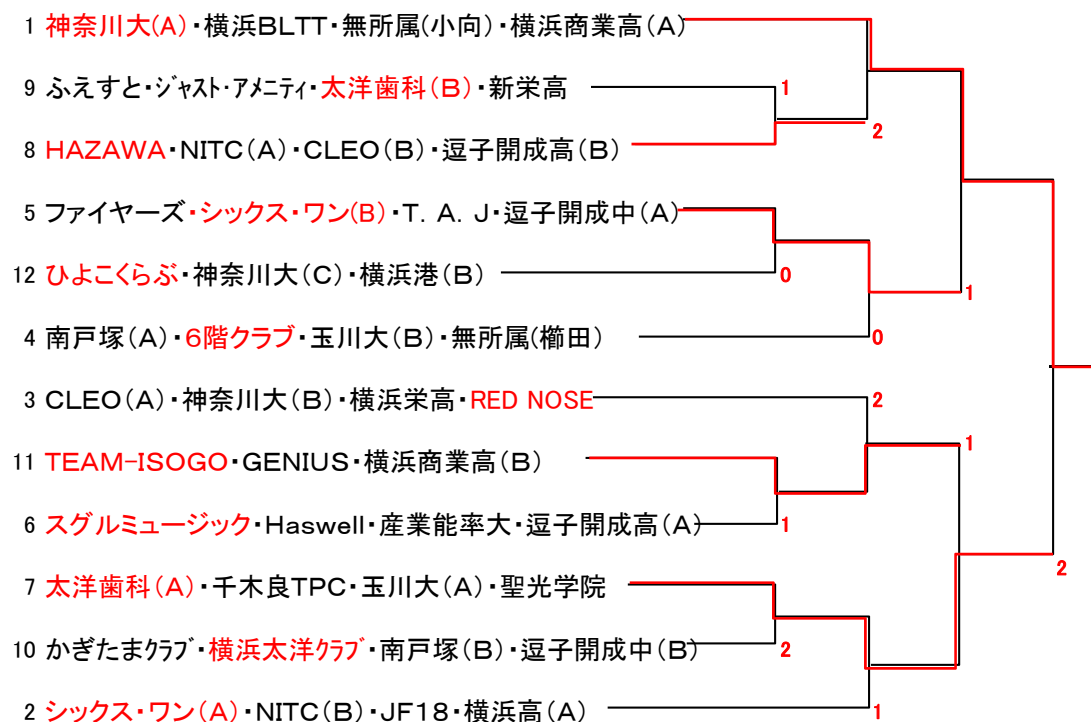 1 神奈川大(A)・横浜BLTT・無所属(小向)・横浜商業高(A)
9 ふえすと・ジャスト・アメニティ・太洋歯科(B)・新栄高 1
8 HAZAWA・NITC(A)・CLEO(B)・逗子開成高(B) 2
5 ファイヤーズ・シックス・ワン(B)・T. A. J・逗子開成中(A)
12 ひよこくらぶ・神奈川大(C)・横浜港(B) 0 1
4 南戸塚(A)・6階クラブ・玉川大(B)・無所属(櫛田) 0
3 CLEO(A)・神奈川大(B)・横浜栄高・RED NOSE 2
11 TEAM-ISOGO・GENIUS・横浜商業高(B) 1
6 スグルミュージック・Haswell・産業能率大・逗子開成高(A) 1
7 太洋歯科(A)・千木良TPC・玉川大(A)・聖光学院 2
10 かぎたまクラブ・横浜太洋クラブ・南戸塚(B)・逗子開成中(B) 2
2 シックス・ワン(A)・NITC(B)・JF18・横浜高(A) 1